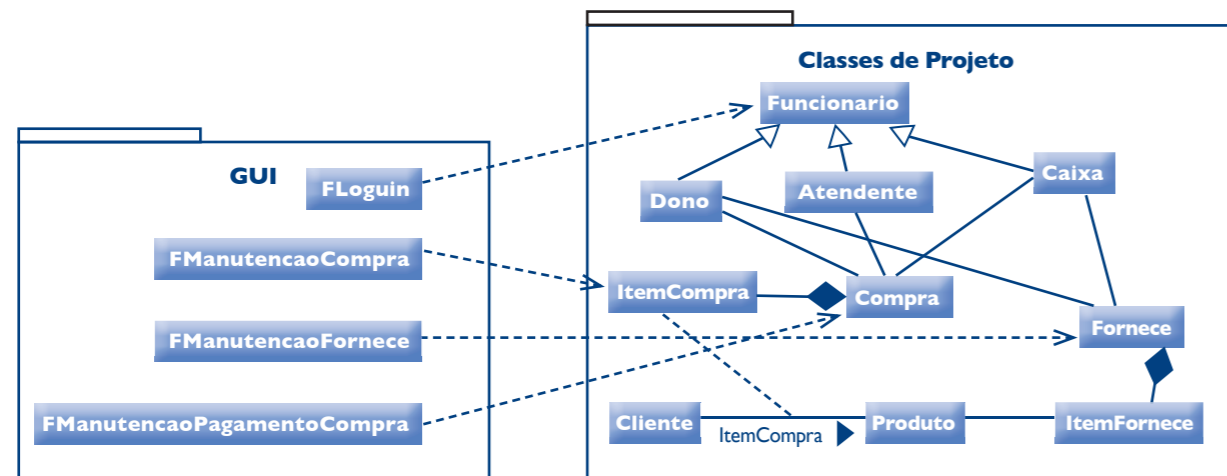 Classes de Projeto
Funcionario
GUI
FLoguin
Dono
Atendente
Caixa
FManutencaoCompra
ItemCompra
Compra
FManutencaoFornece
Fornece
FManutencaoPagamentoCompra
Cliente
ItemCompra
Produto
ItemFornece